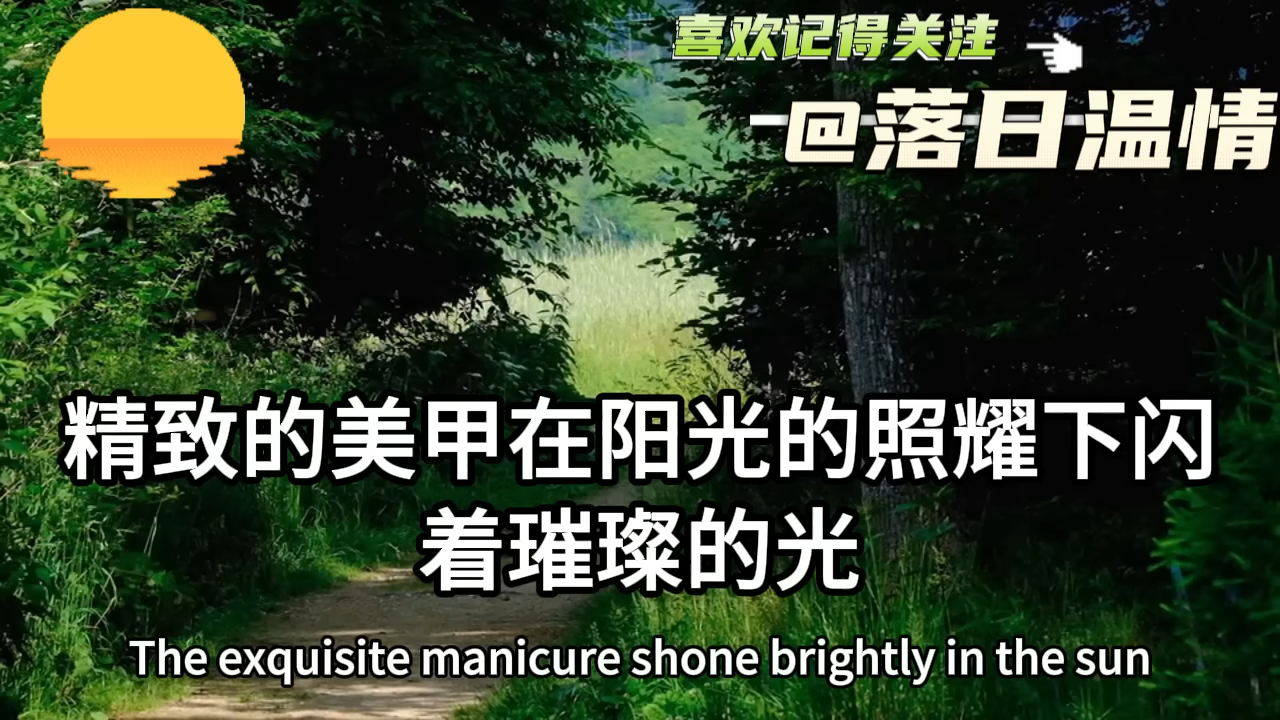 喜欢记得关注
@落日温情
精致的美甲在阳光的照耀下闪
着璀璨的光
The exquisite manicure shone brightly in the sun